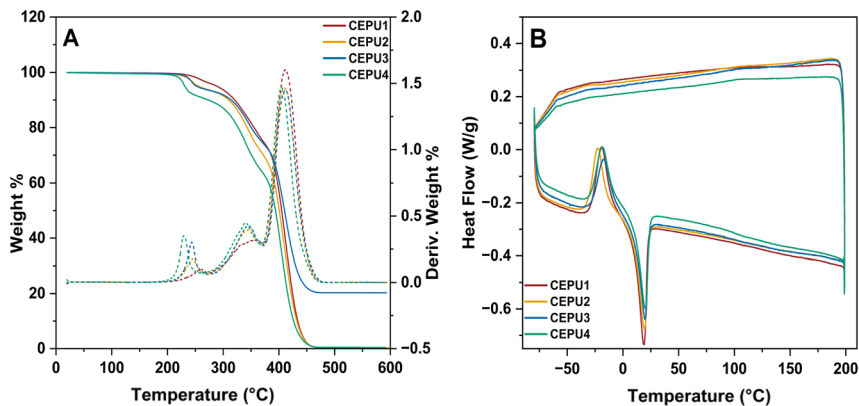 A
CEPU1
CEPU2
CEPU3
CEPU4
120
100
80
60
40
20
0
Weight %
2.0
1.5
1.0
0.5
0.0
−0.5
Deriv. Weight %
0 100 200 300 400 500 600
Temperature (°C)
B
0.4
0.2
0.0
−0.2
−0.4
−0.6
Heat Flow (W/g)
CEPU1
CEPU2
CEPU3
CEPU4
−50 0 50 100 150 200
Temperature (°C)